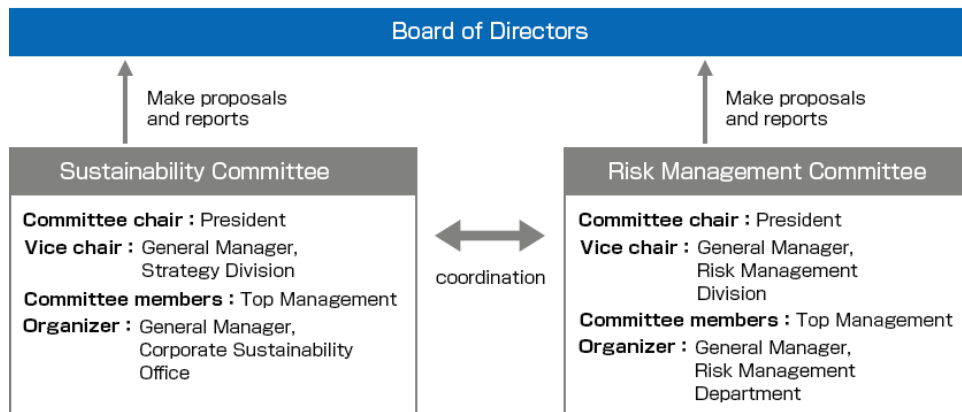 Board of Directors
Make proposals
and reports
Make proposals
and reports
Sustainability Committee
Committee chair : President
Vice chair : General Manager,
Strategy Division
Committee members : Top Management
Organizer : General Manager,
Corporate Sustainability
Office
coordination
Risk Management Committee
Committee chair : President
Vice chair : General Manager,
Risk Management
Division
Committee members : Top Management
Organizer : General Manager,
Risk Management
Department